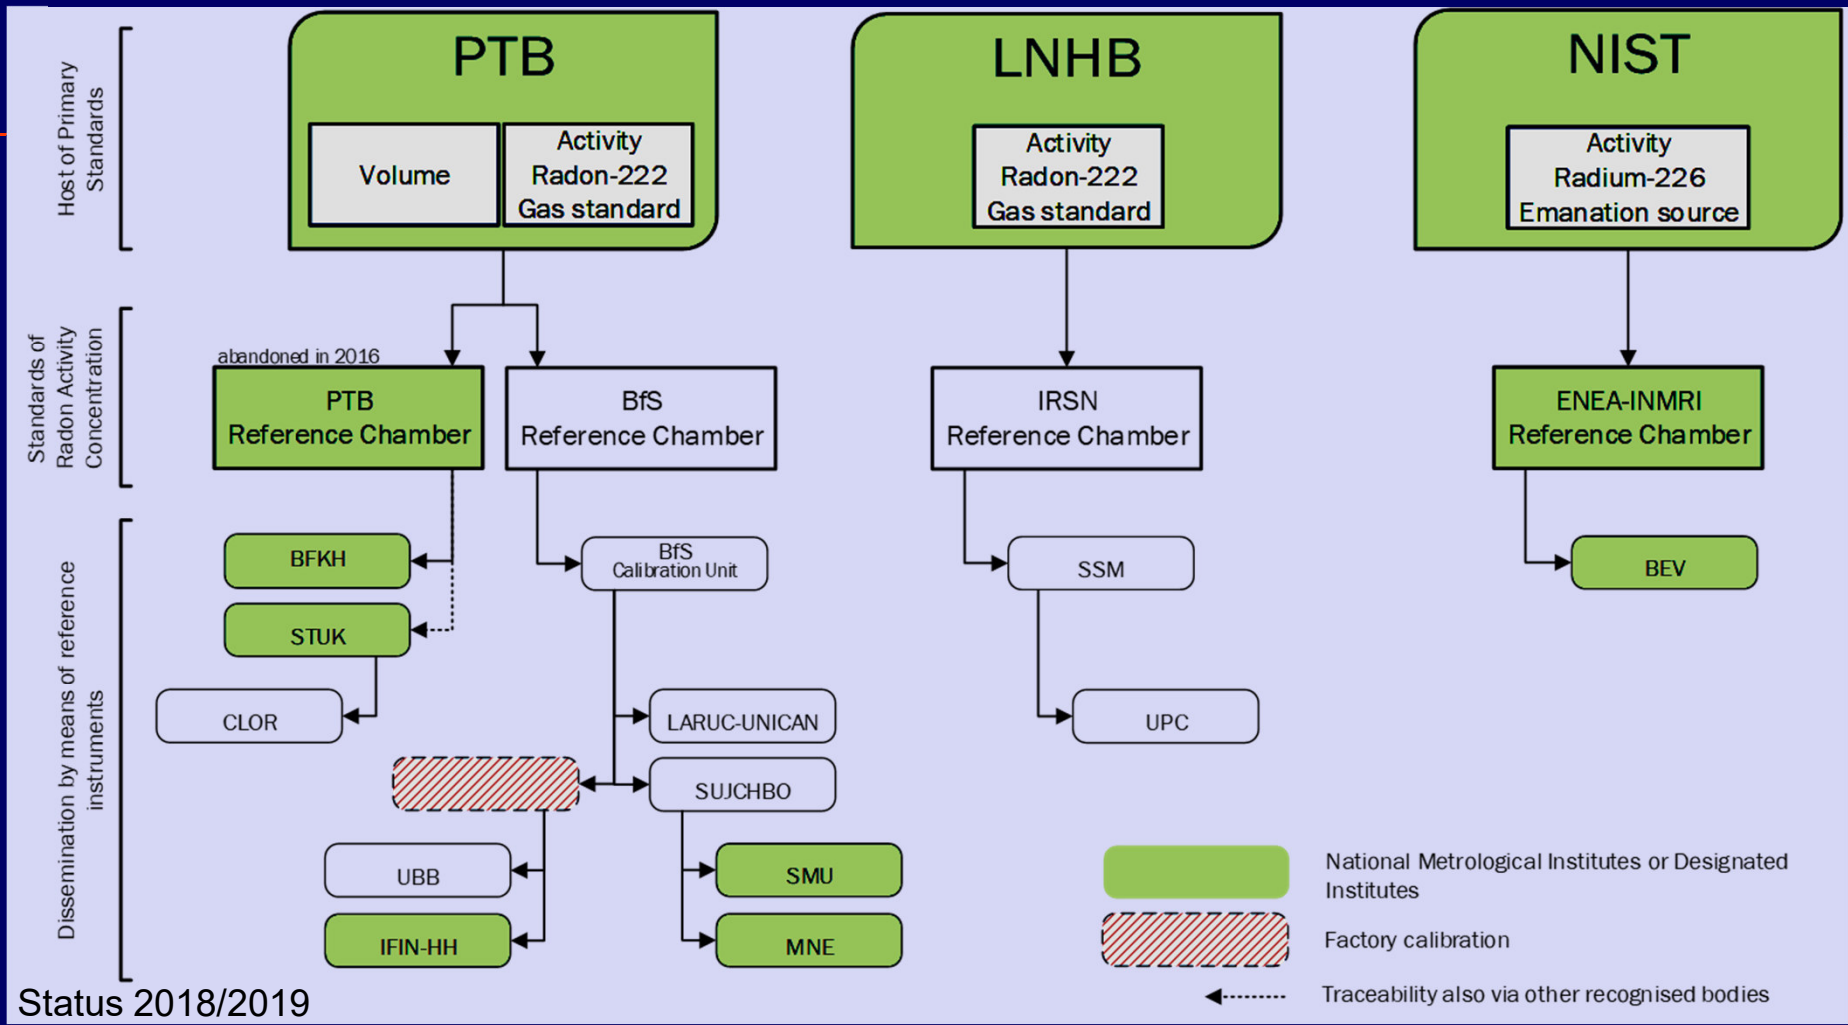 PTB
LNHB
NIST
Host of Primary
Standards
Volume
Activity
Radon-222
Gas standard
Activity
Radon-222
Gas standard
Activity
Radium-226
Emanation source
Standards of
Radon Activity
Concentration
abandoned in 2016
PTB
Reference Chamber
BfS
Reference Chamber
IRSN
Reference Chamber
ENEA-INMRI
Reference Chamber
Dissemination by means of reference
instruments
BFKH
BfS
Calibration Unit
SSM
BEV
STUK
CLOR
LARUC-UNICAN
UPC
SUJCHBO
UBB
SMU
IFIN-HH
MNE
National Metrological Institutes or Designated
Institutes
Factory calibration
Traceability also via other recognised bodies
Status 2018/2019